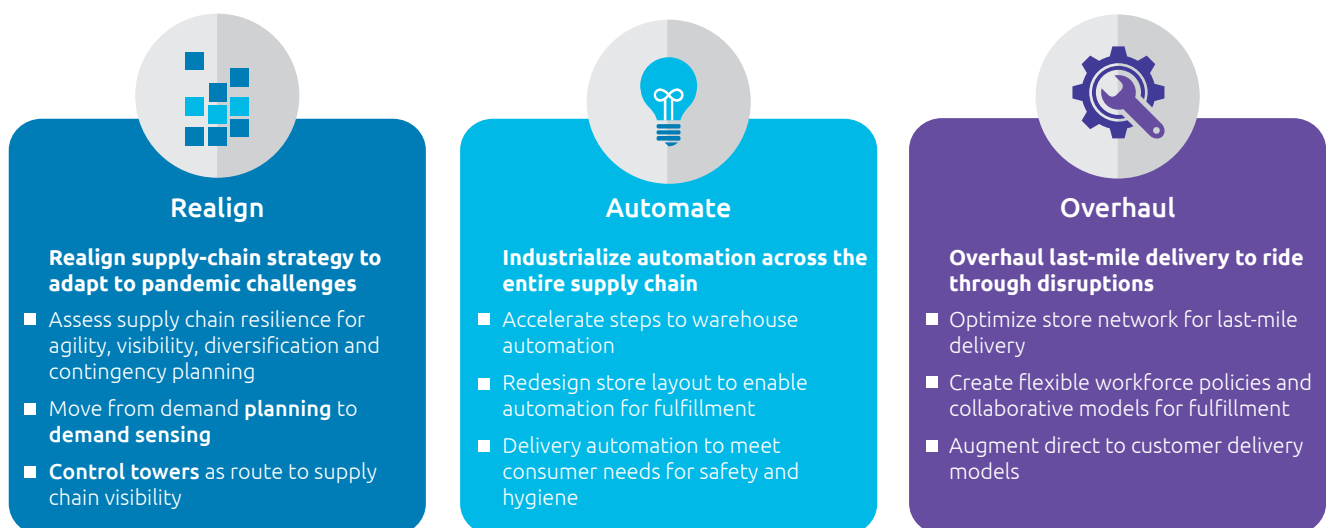 Realign
Realign supply-chain strategy to
adapt to pandemic challenges
Assess supply chain resilience for
agility, visibility, diversification and
contingency planning
Move from demand planning to
demand sensing
Control towers as route to supply
chain visibility
Automate
Industrialize automation across the
entire supply chain
Accelerate steps to warehouse
automation
Redesign store layout to enable
automation for fulfillment
Delivery automation to meet
consumer needs for safety and
hygiene
Overhaul
Overhaul last-mile delivery to ride
through disruptions
Optimize store network for last-mile
delivery
Create flexible workforce policies and
collaborative models for fulfillment
Augment direct to customer delivery
models